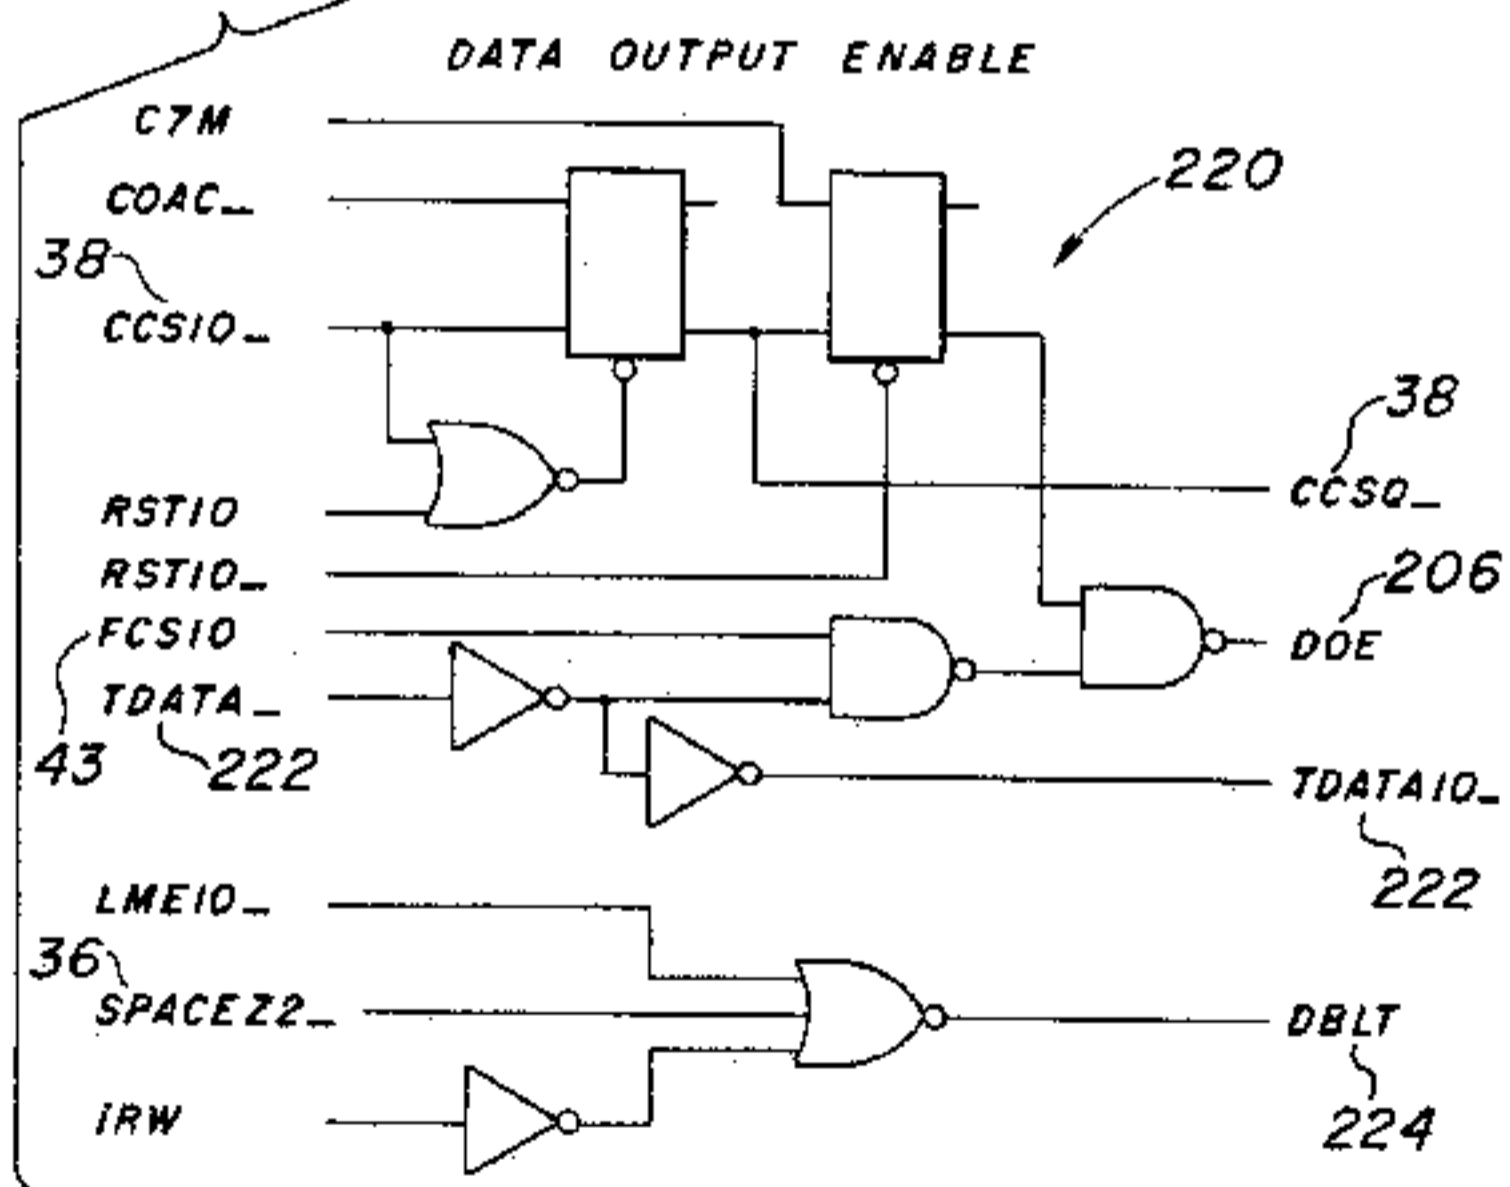 DATA OUTPUT ENABLE
C7M
COAC_
220
38
CCSIO_
38
RSTIO
CCSQ_
RSTIO_
206
FCSIO
DOE
TDATA_
43
222
TDATAIO_
222
LMEIO_
36
SPACEZ2_
DBLT
IRW
224